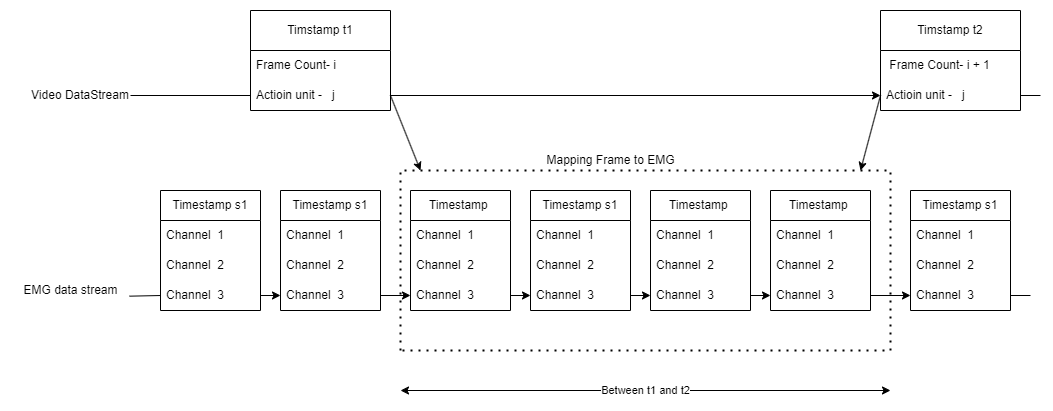 Timstamp t1
Timstamp t2
Frame Count- i
Frame Count- i + 1
Video DataStream
Actioin unit - j
Actioin unit - j
Mapping Frame to EMG
Timestamp s1
Timestamp s1
Timestamp
Timestamp s1
Timestamp
Timestamp
Timestamp s1
Channel 1
Channel 1
Channel 1
Channel 1
Channel 1
Channel 1
Channel 1
Channel 2
Channel 2
Channel 2
Channel 2
Channel 2
Channel 2
Channel 2
EMG data stream
Channel 3
Channel 3
Channel 3
Channel 3
Channel 3
Channel 3
Channel 3
Between t1 and t2